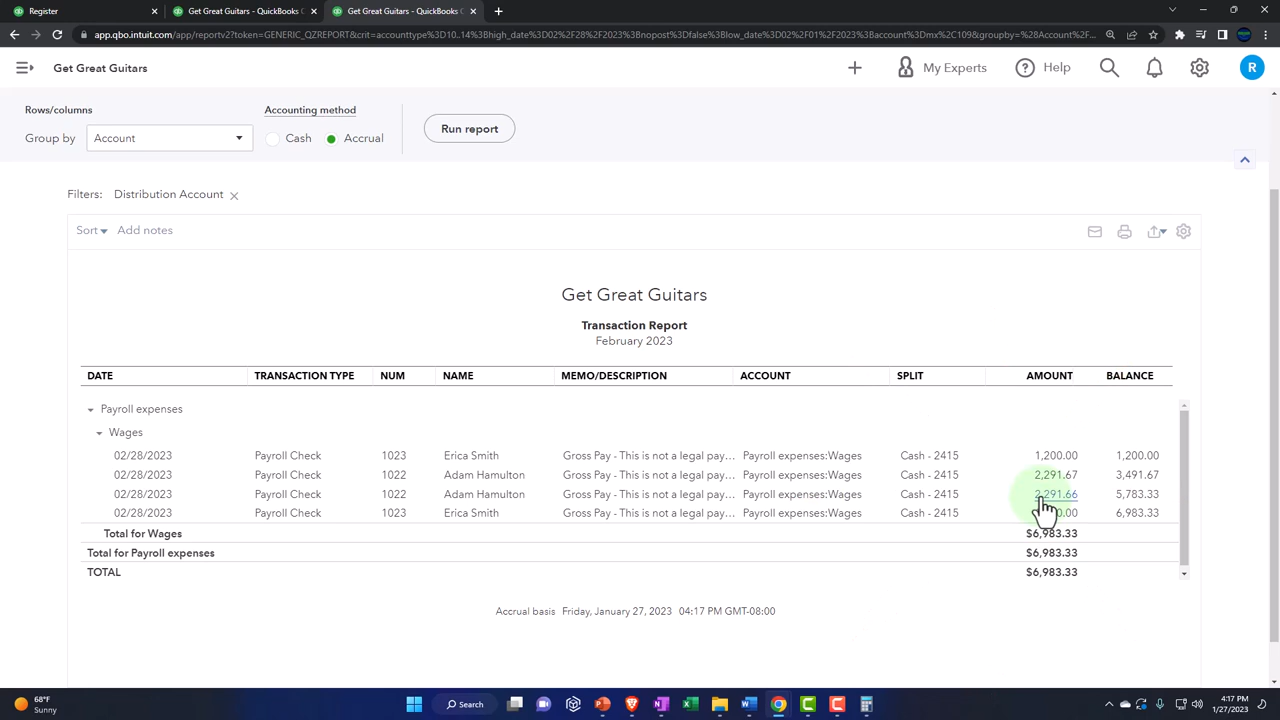 Register
Get Great Guitars - QuickBooks C
Get Great Guitars - QuickBooks C
app.qbo.intuit.com/app/reportv2?token=GENERIC_QZREPORT&crit=accounttype%3D10...14%3Bhigh_date%3D02%2F28%2F2023%3Bnopost%3Dfalse%3Blow_date%3D02%2F01%2F2023%3Baccount%3Dmx%2C109&groupby=%28Account%2F...
Get Great Guitars
My Experts
Help
R
Rows/columns
Accounting method
Group by
Account
Cash
Accrual
Run report
Filters: Distribution Account
Sort
Add notes
Get Great Guitars
Transaction Report
February 2023
DATE TRANSACTION TYPE NUM NAME MEMO/DESCRIPTION ACCOUNT SPLIT AMOUNT BALANCE
Payroll expenses
Wages
02/28/2023 Payroll Check 1023 Erica Smith Gross Pay - This is not a legal pay... Payroll expenses:Wages Cash - 2415 1,200.00 1,200.00
02/28/2023 Payroll Check 1022 Adam Hamulton Gross Pay - This is not a legal pay... Payroll expenses:Wages Cash - 2415 2,291.67 3,491.67
02/28/2023 Payroll Check 1022 Adam Hamulton Gross Pay - This is not a legal pay... Payroll expenses:Wages Cash - 2415 2,291.66 5,783.33
02/28/2023 Payroll Check 1023 Erica Smith Gross Pay - This is not a legal pay... Payroll expenses:Wages Cash - 2415 6,983.33
Total for Wages $6,983.33
Total for Payroll expenses $6,983.33
TOTAL $6,983.33
Accrual basis Friday, January 27, 2023 04:17 PM GMT-08:00
68°F
Sunny
Search
4:17 PM
1/27/2023